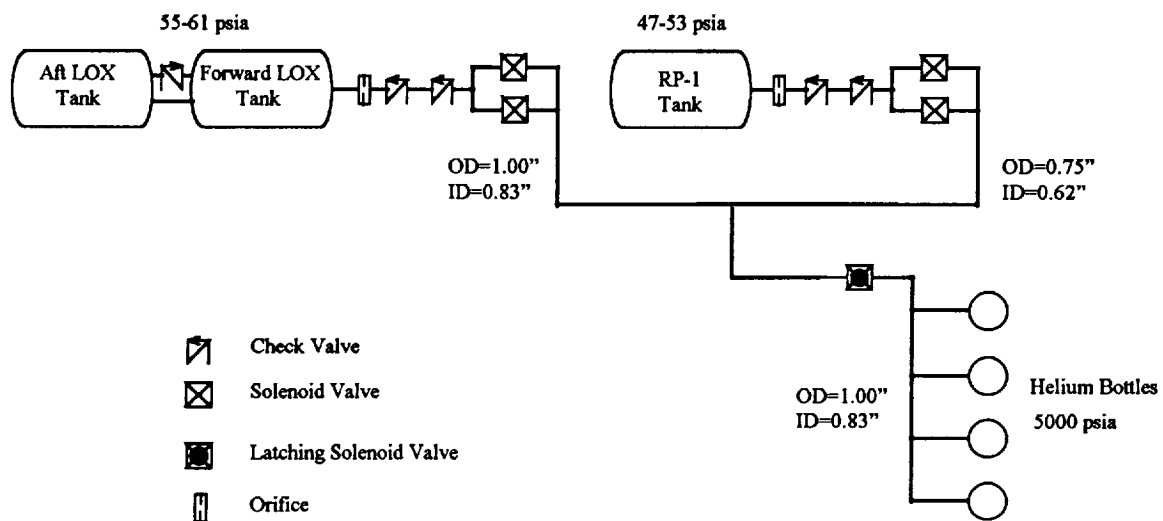 55-61 psia
47-53 psia
Aft LOX
Tank
Forward LOX
Tank
RP-1
Tank
OD=1.00”
ID=0.83”
OD=0.75”
ID=0.62”
Check Valve
Solenoid Valve
Latching Solenoid Valve
Orifice
OD=1.00”
ID=0.83”
Helium Bottles
5000 psia